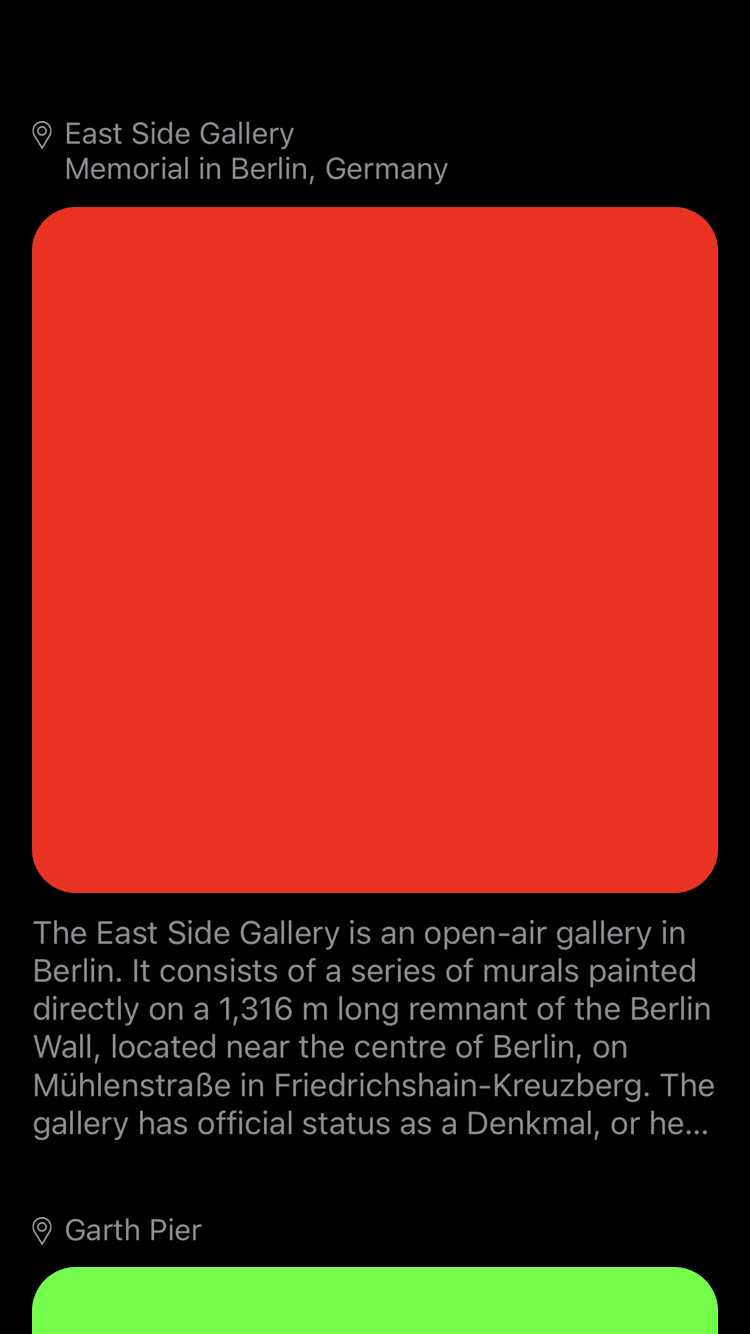 East Side Gallery
Memorial in Berlin, Germany
The East Side Gallery is an open-air gallery in
Berlin. It consists of a series of murals painted
directly on a 1,316 m long remnant of the Berlin
Wall, located near the centre of Berlin, on
Mühlenstraße in Friedrichshain-Kreuzberg. The
gallery has official status as a Denkmal, or he...
Garth Pier